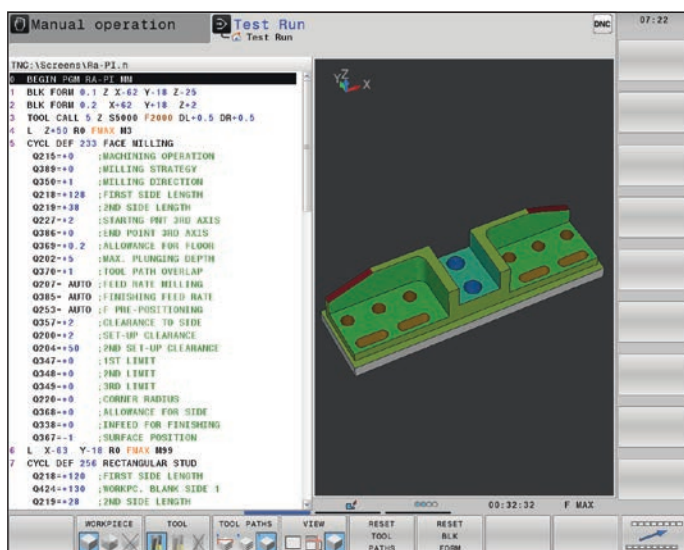 Manual operation
Test Run
Test Run
DNC
07:22
TNC:\Screens\Ra-PI.n
0 BEGIN PGM RA-PI MM
1 BLK FORM 0.1 Z X-62 Y-18 Z-25
2 BLK FORM 0.2 X+62 Y+18 Z+2
3 TOOL CALL 5 Z S5000 F2000 DL+0.5 DR+0.5
4 L Z+50 R0 FMAX M3
5 CYCL DEF 233 FACE MILLING
Q215=+0 ;MACHINING OPERATION
Q389=+0 ;MILLING STRATEGY
Q350=+1 ;MILLING DIRECTION
Q218=+128 ;FIRST SIDE LENGTH
Q219=+38 ;2ND SIDE LENGTH
Q227=+2 ;STARTNG PNT 3RD AXIS
Q386=+0 ;END POINT 3RD AXIS
Q369=+0.2 ;ALLOWANCE FOR FLOOR
Q202=+5 ;MAX. PLUNGING DEPTH
Q370=+1 ;TOOL PATH OVERLAP
Q207= AUTO ;FEED RATE MILLING
Q385= AUTO ;FINISHING FEED RATE
Q253= AUTO ;F PRE-POSITIONING
Q357=+2 ;CLEARANCE TO SIDE
Q200=+2 ;SET-UP CLEARANCE
Q204=+50 ;2ND SET-UP CLEARANCE
Q347=+0 ;1ST LIMIT
Q348=+0 ;2ND LIMIT
Q349=+0 ;3RD LIMIT
Q220=+0 ;CORNER RADIUS
Q368=+0 ;ALLOWANCE FOR SIDE
Q338=+0 ;INFEED FOR FINISHING
Q367=-1 ;SURFACE POSITION
6 L X-63 Y-18 R0 FMAX M99
7 CYCL DEF 256 RECTANGULAR STUD
Q218=+120 ;FIRST SIDE LENGTH
Q424=+130 ;WORKPC. BLANK SIDE 1
Q219=+28 ;2ND SIDE LENGTH
Y Z X
00:32:32 F MAX
WORKPIECE
TOOL
TOOL PATHS
VIEW
RESET
TOOL
PATHS
RESET
BLK
FORM